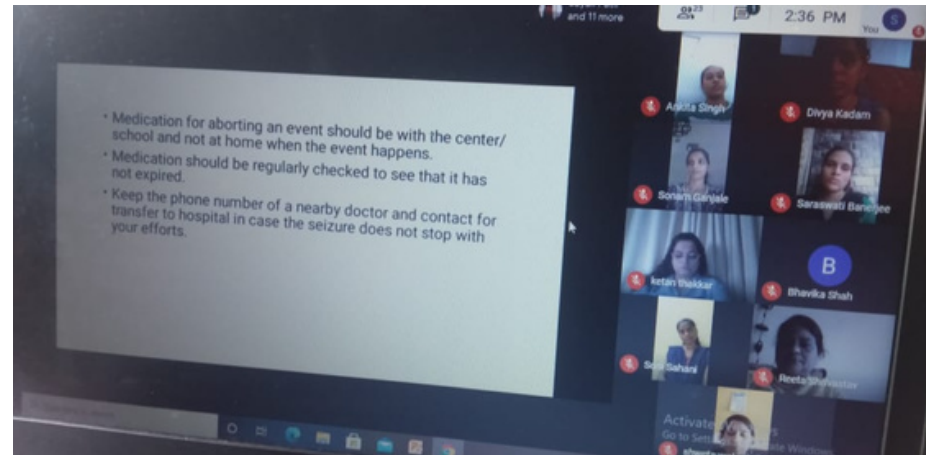 and 11 more
23
2:36 PM
You
S
• Medication for aborting an event should be with the center/
school and not at home when the event happens.
• Medication should be regularly checked to see that it has
not expired.
• Keep the phone number of a nearby doctor and contact for
transfer to hospital in case the seizure does not stop with
your efforts.
Ankita Singh
Divya Kadam
Sonam Ganjale
Saraswati Banerjee
ketan thakkar
B
Bhavika Shah
Sahani
Reeta
Activate
Go to
Windows